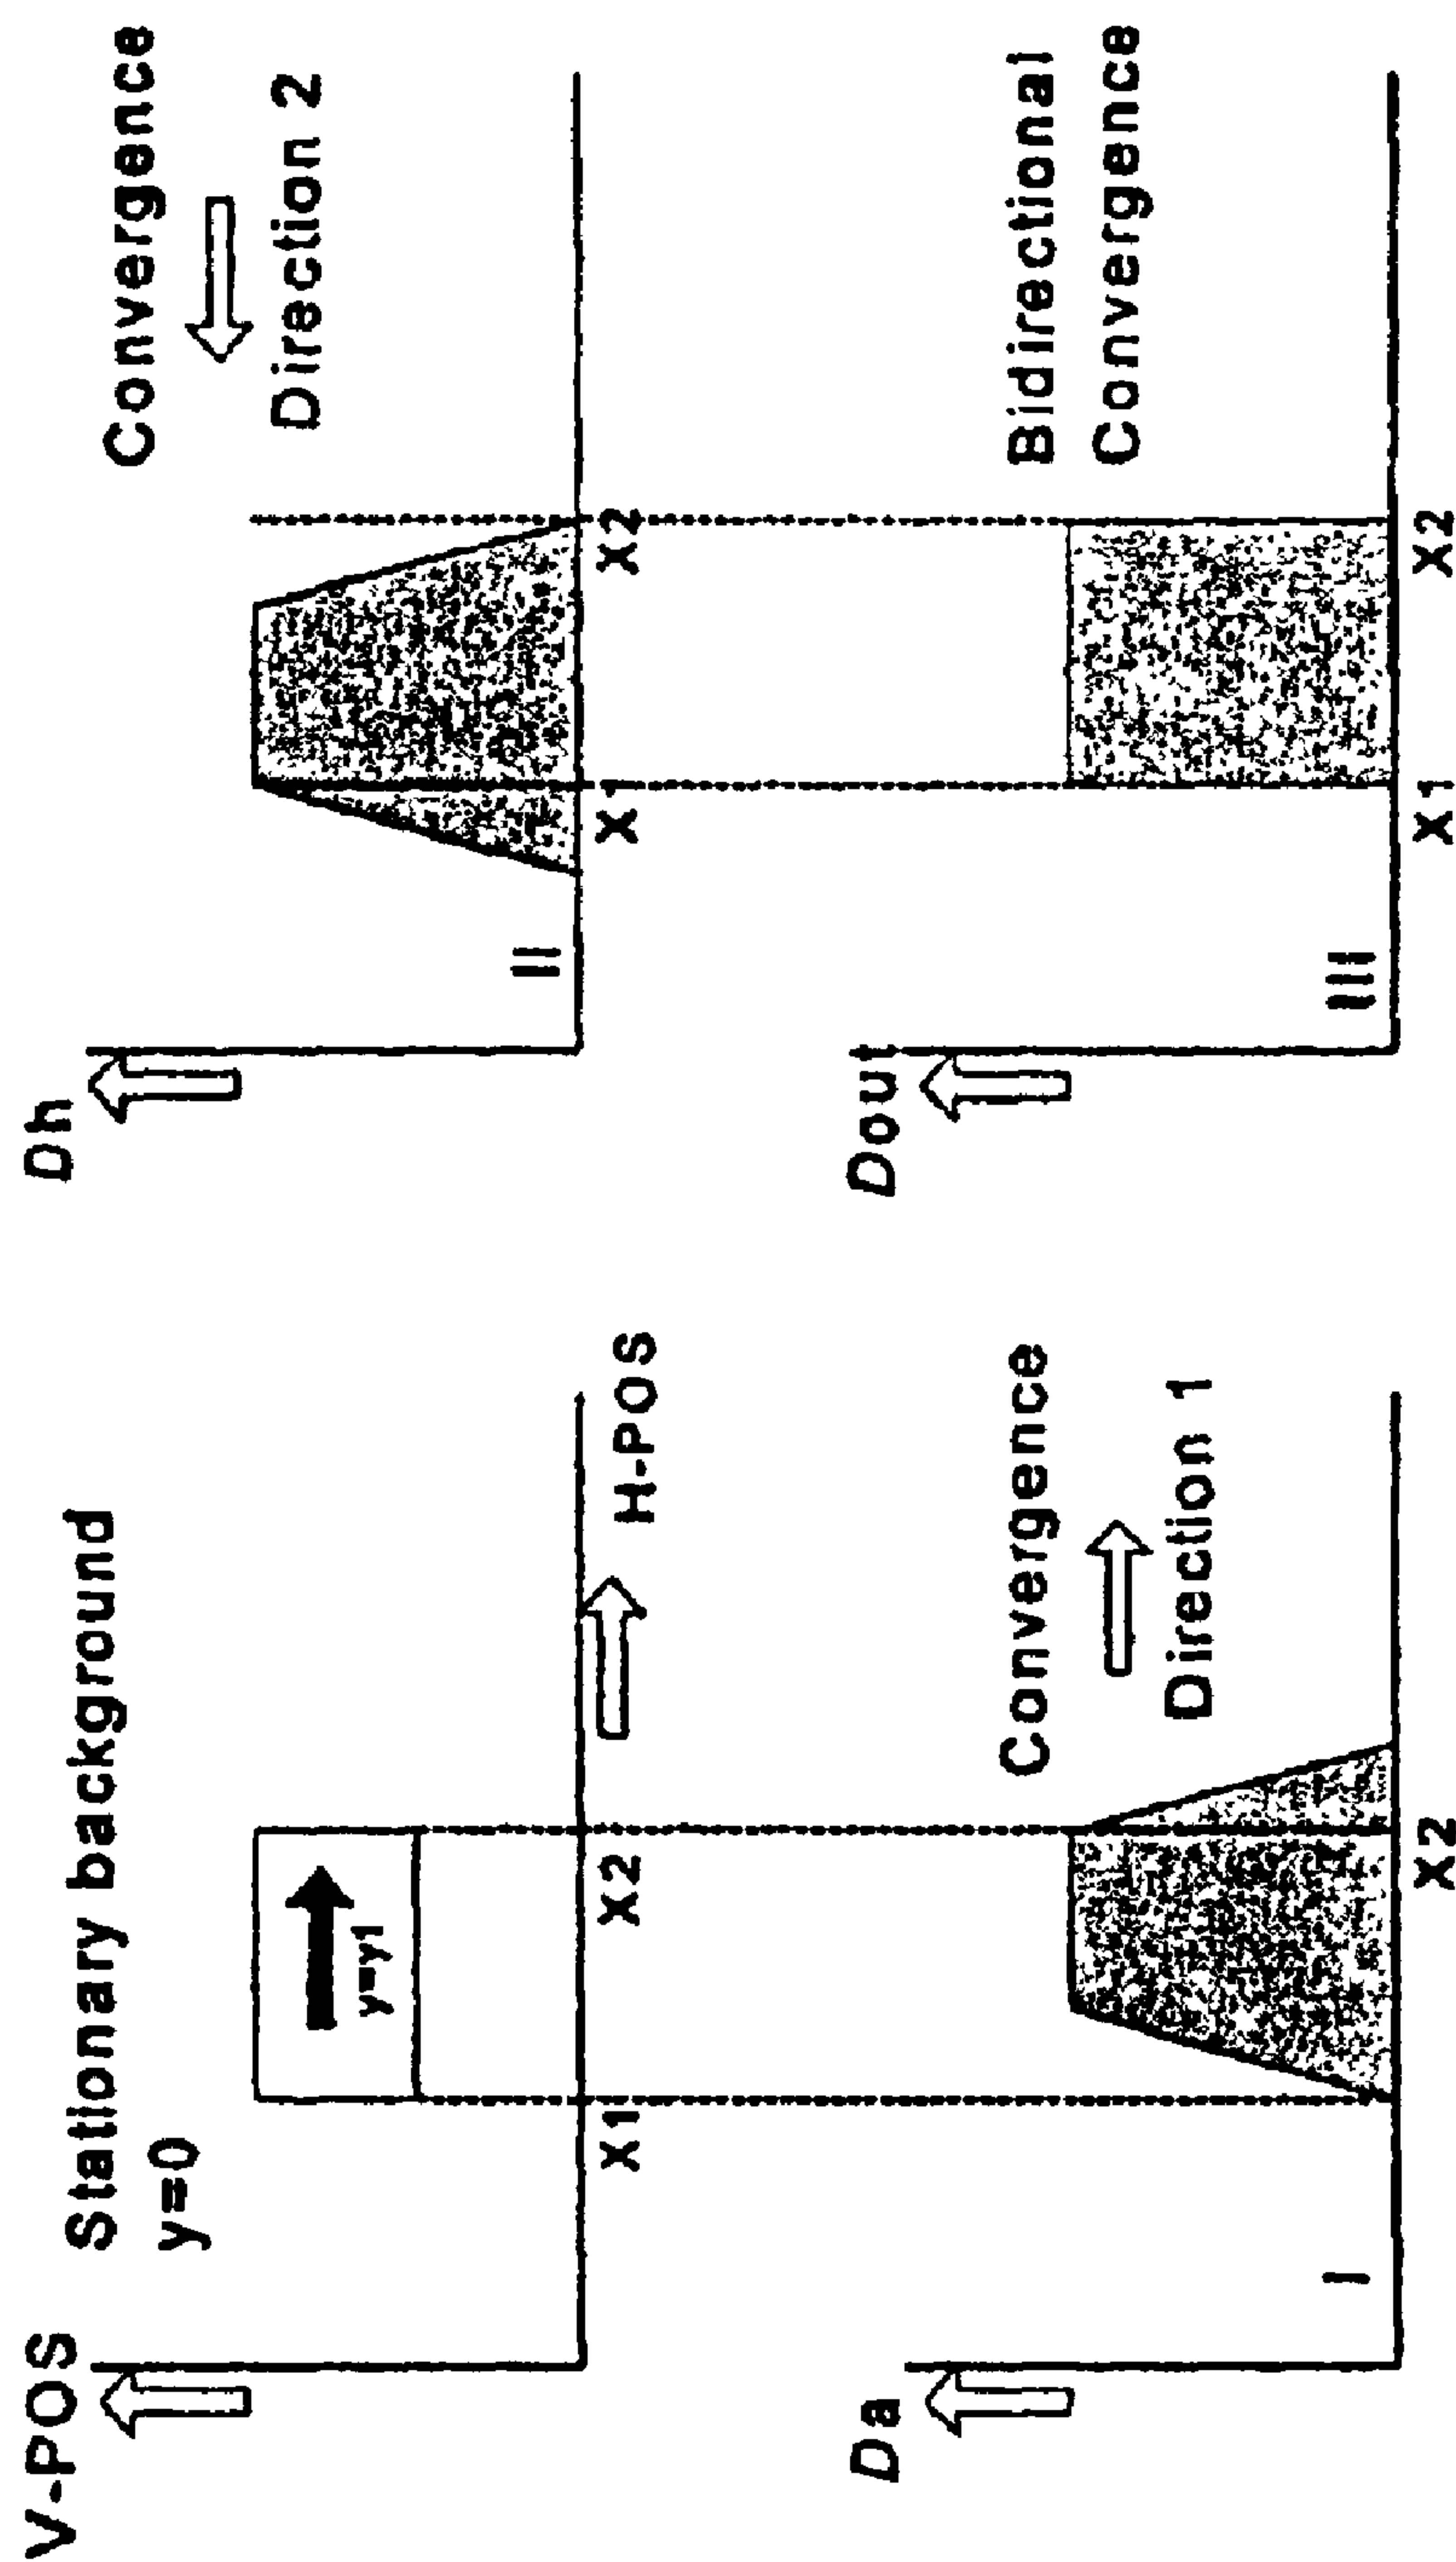 V-POS
Stationary background
y=0
y=y1
X1
X2
H-POS
Da
Convergence
Direction 1
I
X2
Dh
Convergence
Direction 2
II
X1
X2
Dout
Bidirectional
Convergence
III
X1
X2